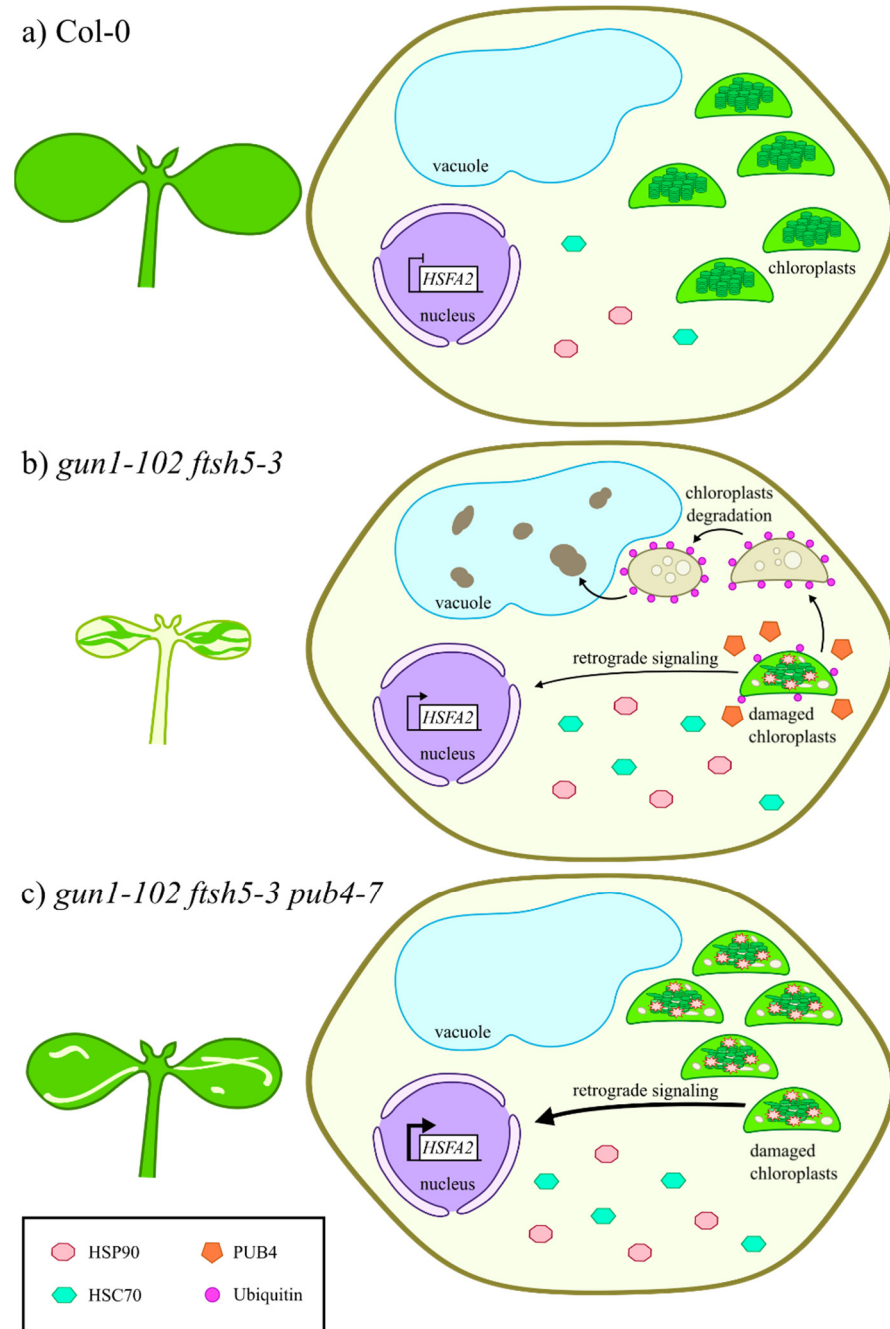 a) Col-0
vacuole
HSFA2
nucleus
chloroplasts
b) gun1-102 ftsh5-3
chloroplasts
degradation
vacuole
retrograde signaling
HSFA2
nucleus
damaged
chloroplasts
c) gun1-102 ftsh5-3 pub4-7
vacuole
retrograde signaling
HSFA2
nucleus
damaged
chloroplasts
HSP90
PUB4
HSC70
Ubiquitin